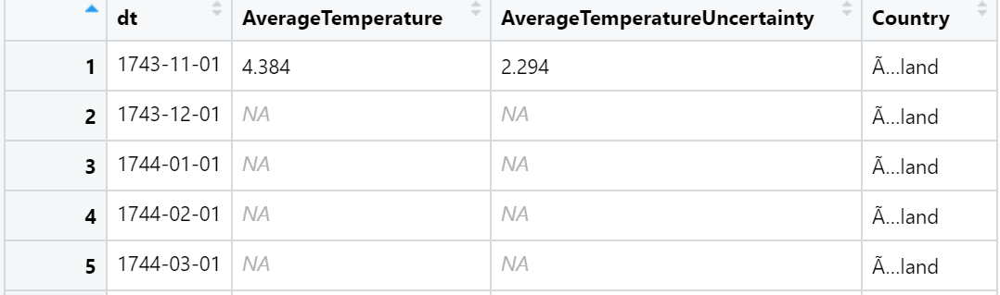 dt AverageTemperature AverageTemperatureUncertainty Country
1 1743-11-01 4.384 2.294 Ã…land
2 1743-12-01 NA NA Ã…land
3 1744-01-01 NA NA Ã…land
4 1744-02-01 NA NA Ã…land
5 1744-03-01 NA NA Ã…land